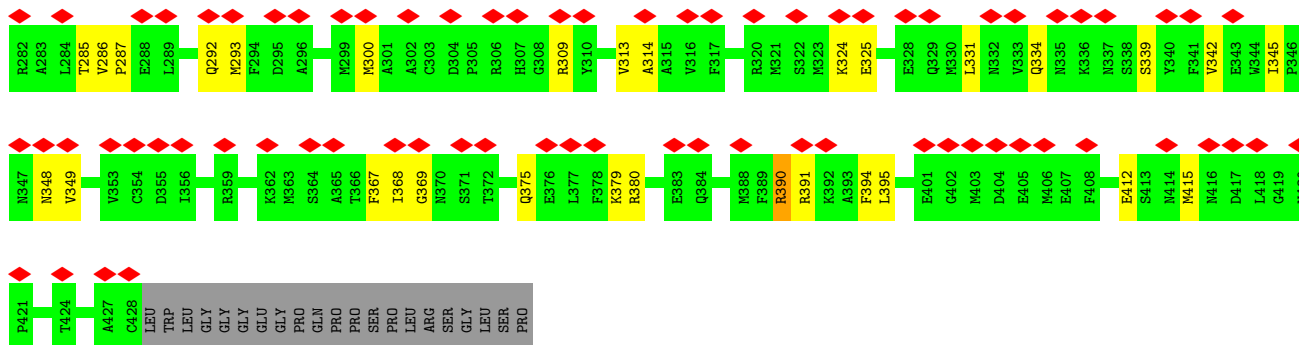 R282 A283 L284 T285 V286 P287 E288 L289 Q292 M293 F294 D295 A296 M299 M300 A301 A302 C303 D304 P305 R306 H307 G308 R309 Y310 V313 A314 A315 V316 F317 R320 M321 S322 M323 K324 E325 E328 Q329 M330 L331 N332 V333 Q334 N335 K336 N337 S338 S339 Y340 F341 V342 E343 W344 I345 P346
N347 N348 V349 V353 C354 D355 I356 R359 K362 M363 S364 A365 T366 F367 I368 G369 N370 S371 T372 Q375 E376 L377 F378 K379 R380 E383 Q384 M388 F389 R390 R391 K392 A393 F394 L395 E401 G402 M403 D404 E405 M406 E407 F408 E412 S413 N414 M415 N416 D417 L418 G419
P421 T424 A427 C428 LEU TRP LEU GLY GLY GLY GLU GLY PRO GLN PRO PRO SER PRO LEU ARG SER GLY LEU SER PRO